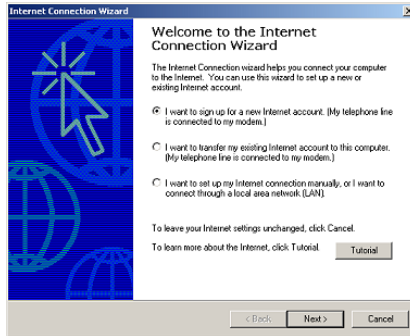 Internet Connection Wizard
Welcome to the Internet
Connection Wizard
The Internet Connection Wizard helps you connect your computer
to the Internet. You can use this wizard to set up a new or
existing Internet account.
I want to sign up for a new Internet account. (My telephone line
is connected to my modem.)
I want to transfer my existing Internet account to this computer.
(My telephone line is connected to my modem.)
I want to set up my Internet connection manually, or I want to
connect through a local area network (LAN).
To leave your Internet settings unchanged, click Cancel.
To learn more about the Internet, click Tutorial.
Tutorial
< Back
Next >
Cancel